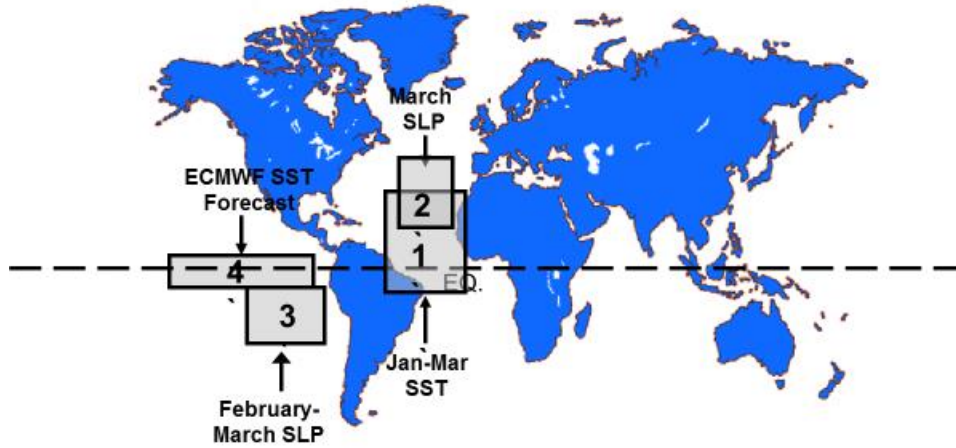 March
SLP
ECMWF SST
Forecast
2
1
4
EQ.
3
Jan-Mar
SST
February-
March SLP